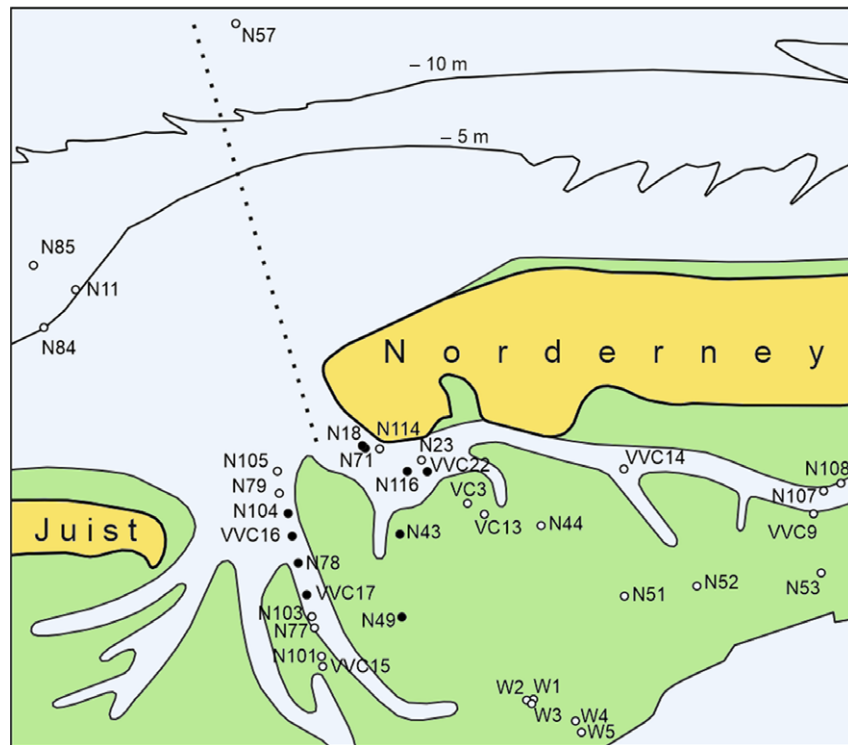 N57
– 10 m
– 5 m
N85
N11
N84
Norderney
N18
N114
N71
N23
VVC22
N105
VVC14
N108
N79
N116
N107
VC3
N104
VC13
VVC9
VVC16
N43
N44
Juist
N78
N53
VVC17
N52
N51
N103
N49
N77
N101
VVC15
W2
W1
W3
W4
W5